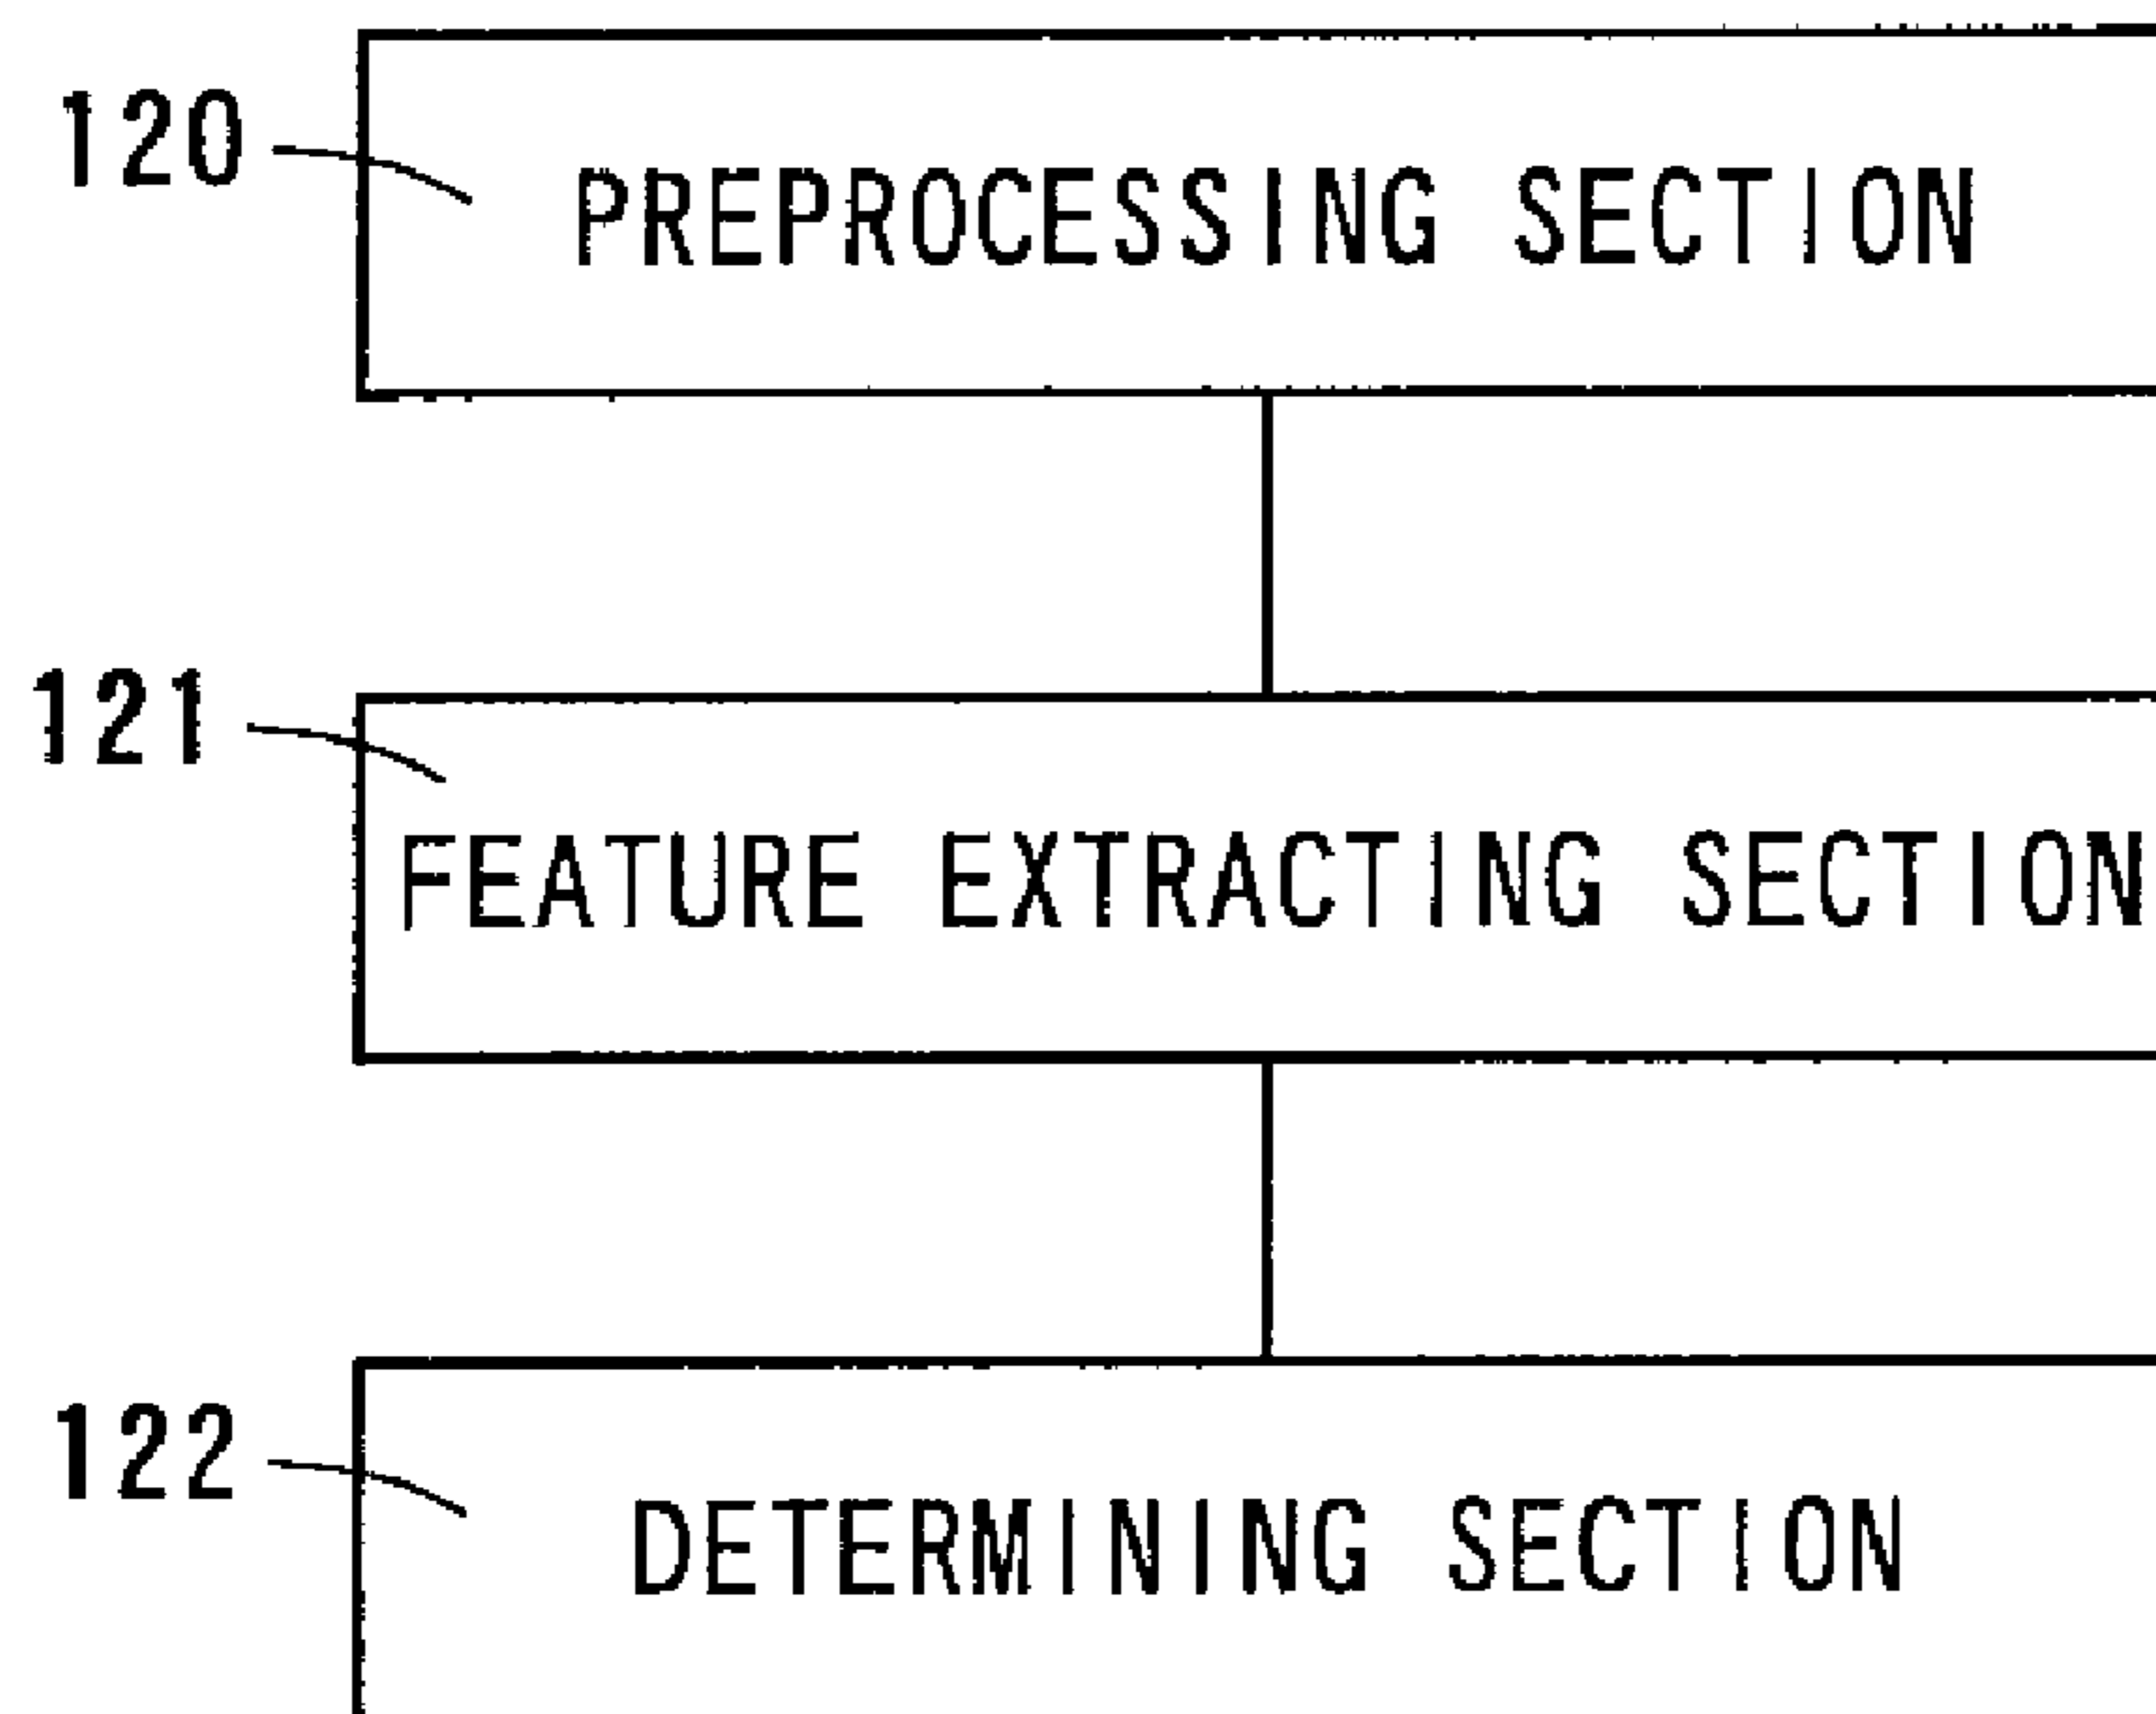 120
PREPROCESSING SECTION
121
FEATURE EXTRACTING SECTION
122
DETERMINING SECTION